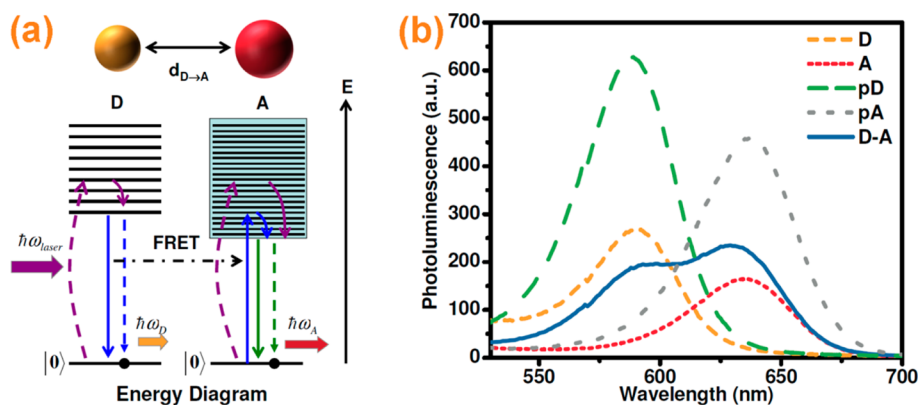 (a)
d_D→A
D
A
E
FRET
ħω_laser
ħω_D
ħω_A
|0⟩
|0⟩
Energy Diagram
(b)
Photoluminescence (a.u.)
700
600
500
400
300
200
100
0
550
600
650
700
Wavelength (nm)
D
A
pD
pA
D-A